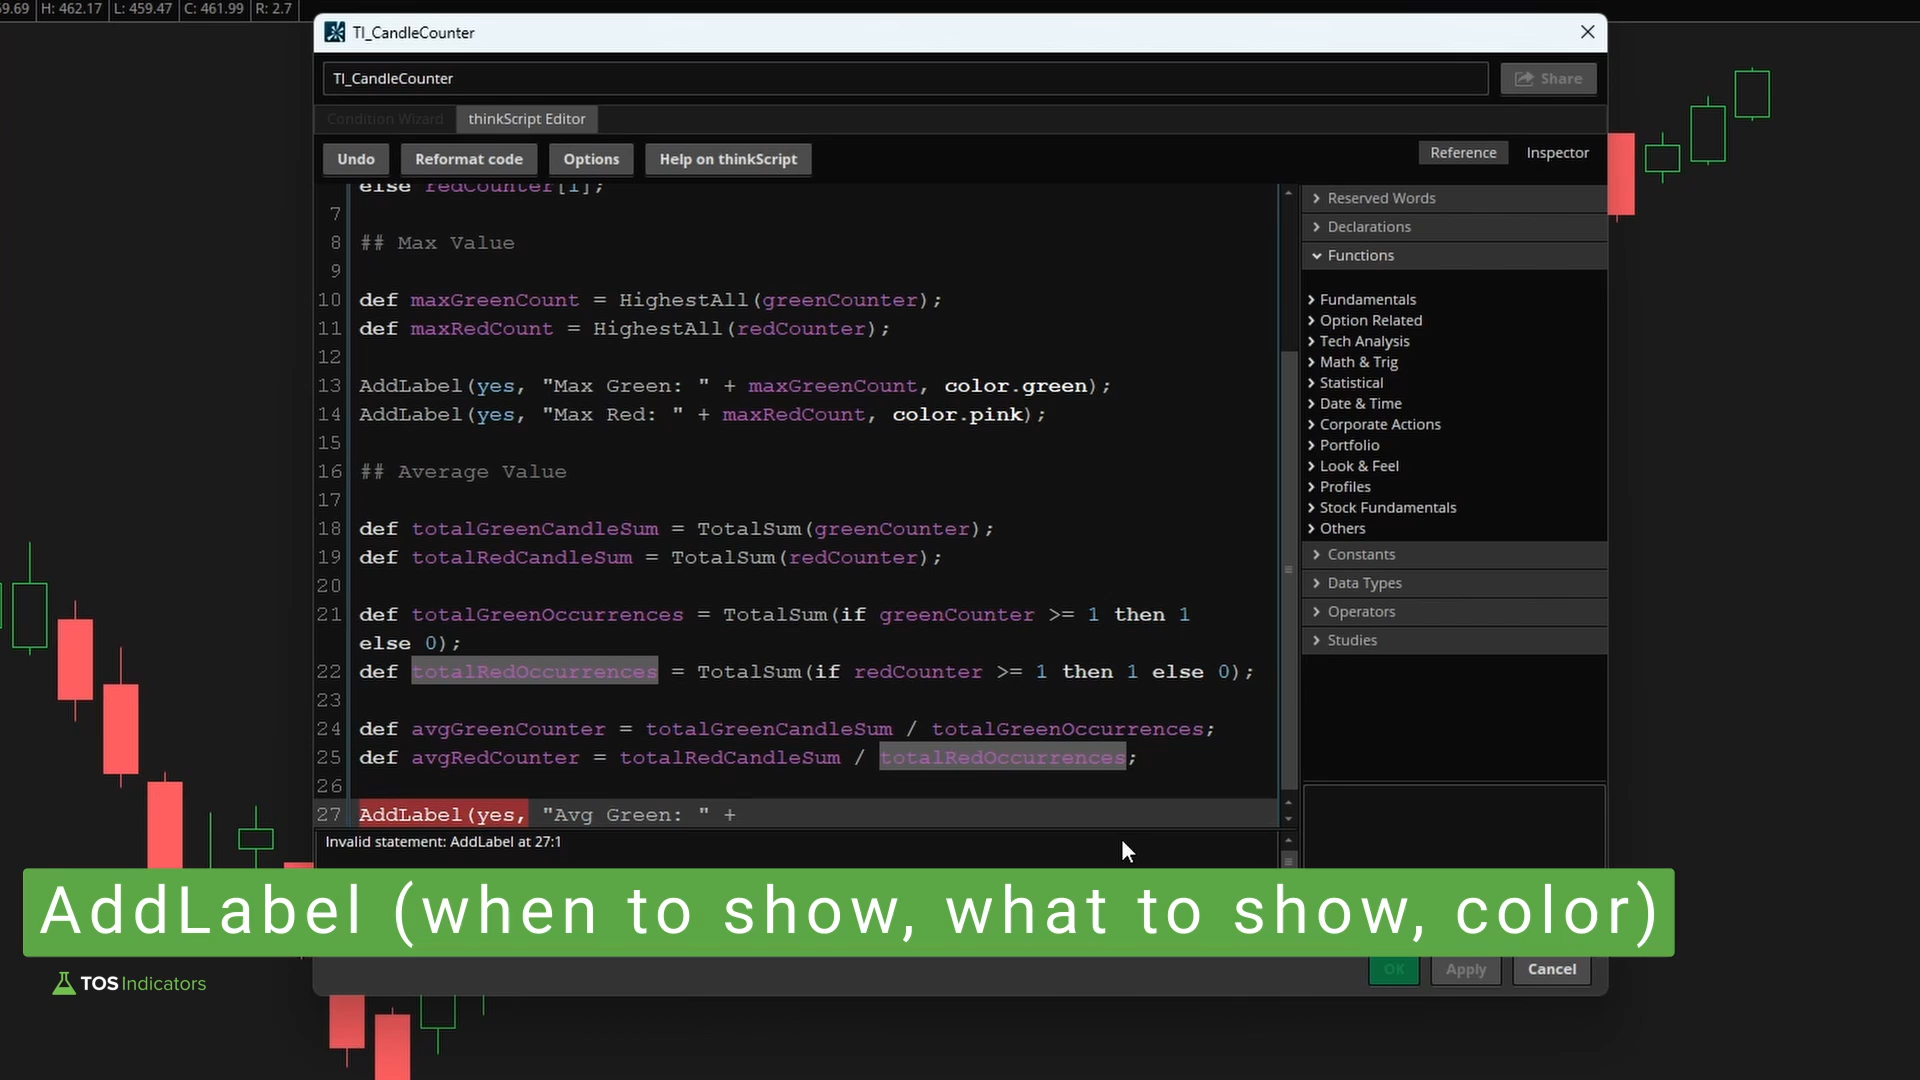 59.69 H: 462.17 L: 459.47 C: 461.99 R: 2.7
TI_CandleCounter
TI_CandleCounter
Share
Condition Wizard thinkScript Editor
Undo Reformat code Options Help on thinkScript
Reference Inspector
else redCounter[1];
7
8 ## Max Value
9
10 def maxGreenCount = HighestAll(greenCounter);
11 def maxRedCount = HighestAll(redCounter);
12
13 AddLabel(yes, "Max Green: " + maxGreenCount, color.green);
14 AddLabel(yes, "Max Red: " + maxRedCount, color.pink);
15
16 ## Average Value
17
18 def totalGreenCandleSum = TotalSum(greenCounter);
19 def totalRedCandleSum = TotalSum(redCounter);
20
21 def totalGreenOccurrences = TotalSum(if greenCounter >= 1 then 1
else 0);
22 def totalRedOccurrences = TotalSum(if redCounter >= 1 then 1 else 0);
23
24 def avgGreenCounter = totalGreenCandleSum / totalGreenOccurrences;
25 def avgRedCounter = totalRedCandleSum / totalRedOccurrences;
26
27 AddLabel(yes, "Avg Green: " +
Invalid statement: AddLabel at 27:1
Reserved Words
Declarations
Functions
Fundamentals
Option Related
Tech Analysis
Math & Trig
Statistical
Date & Time
Corporate Actions
Portfolio
Look & Feel
Profiles
Stock Fundamentals
Others
Constants
Data Types
Operators
Studies
AddLabel (when to show, what to show, color)
TOS Indicators
OK Apply Cancel